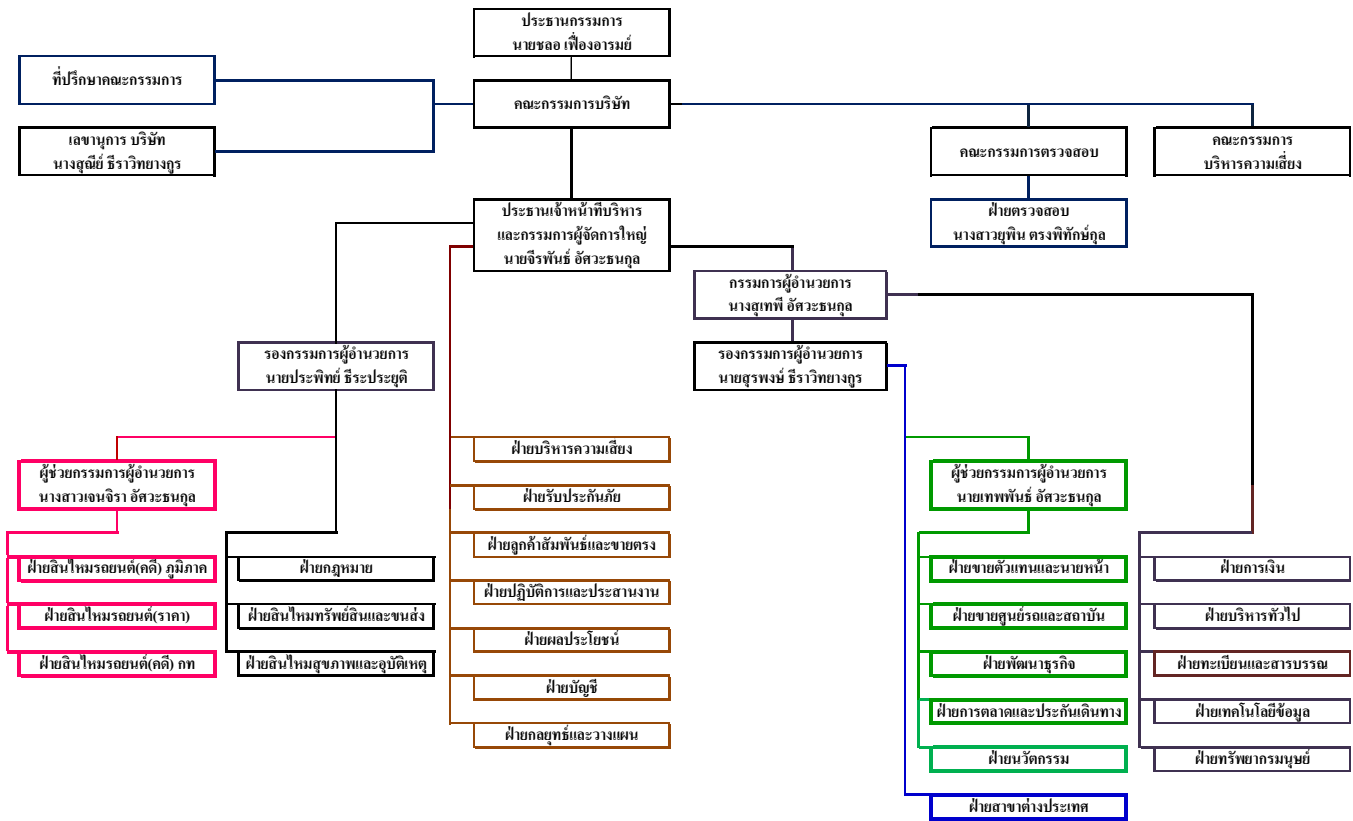 ประธานกรรมการ
นายชลอ เฟื่องอารมย์
ที่ปรึกษาคณะกรรมการ
คณะกรรมการบริษัท
เลขานุการ บริษัท
นางสุณีย์ ธีราวิทยางกูร
คณะกรรมการตรวจสอบ
คณะกรรมการ
บริหารความเสี่ยง
ประธานเจ้าหน้าที่บริหาร
และกรรมการผู้จัดการใหญ่
นายจีรพันธ์ อัศวะธนกุล
ฝ่ายตรวจสอบ
นางสาวยุพิน ตรงพิทักษ์กุล
กรรมการผู้อำนวยการ
นางสุเทพี อัศวะธนกุล
รองกรรมการผู้อำนวยการ
นายประพิทย์ ธีระประยุติ
รองกรรมการผู้อำนวยการ
นายสุรพงษ์ ธีราวิทยางกูร
ผู้ช่วยกรรมการผู้อำนวยการ
นางสาวเจนจิรา อัศวะธนกุล
ฝ่ายสินไหมรถยนต์(คดี) ภูมิภาค
ฝ่ายสินไหมรถยนต์(ราคา)
ฝ่ายสินไหมรถยนต์(คดี) กท
ฝ่ายกฎหมาย
ฝ่ายสินไหมทรัพย์สินและขนส่ง
ฝ่ายสินไหมสุขภาพและอุบัติเหตุ
ฝ่ายบริหารความเสี่ยง
ฝ่ายรับประกันภัย
ฝ่ายลูกค้าสัมพันธ์และขายตรง
ฝ่ายปฏิบัติการและประสานงาน
ฝ่ายผลประโยชน์
ฝ่ายบัญชี
ฝ่ายกลยุทธ์และวางแผน
ผู้ช่วยกรรมการผู้อำนวยการ
นายเทพพันธ์ อัศวะธนกุล
ฝ่ายขายตัวแทนและนายหน้า
ฝ่ายขายศูนย์รถและสถาบัน
ฝ่ายพัฒนาธุรกิจ
ฝ่ายการตลาดและประกันเดินทาง
ฝ่ายนวัตกรรม
ฝ่ายสาขาต่างประเทศ
ฝ่ายการเงิน
ฝ่ายบริหารทั่วไป
ฝ่ายทะเบียนและสารบรรณ
ฝ่ายเทคโนโลยีข้อมูล
ฝ่ายทรัพยากรมนุษย์